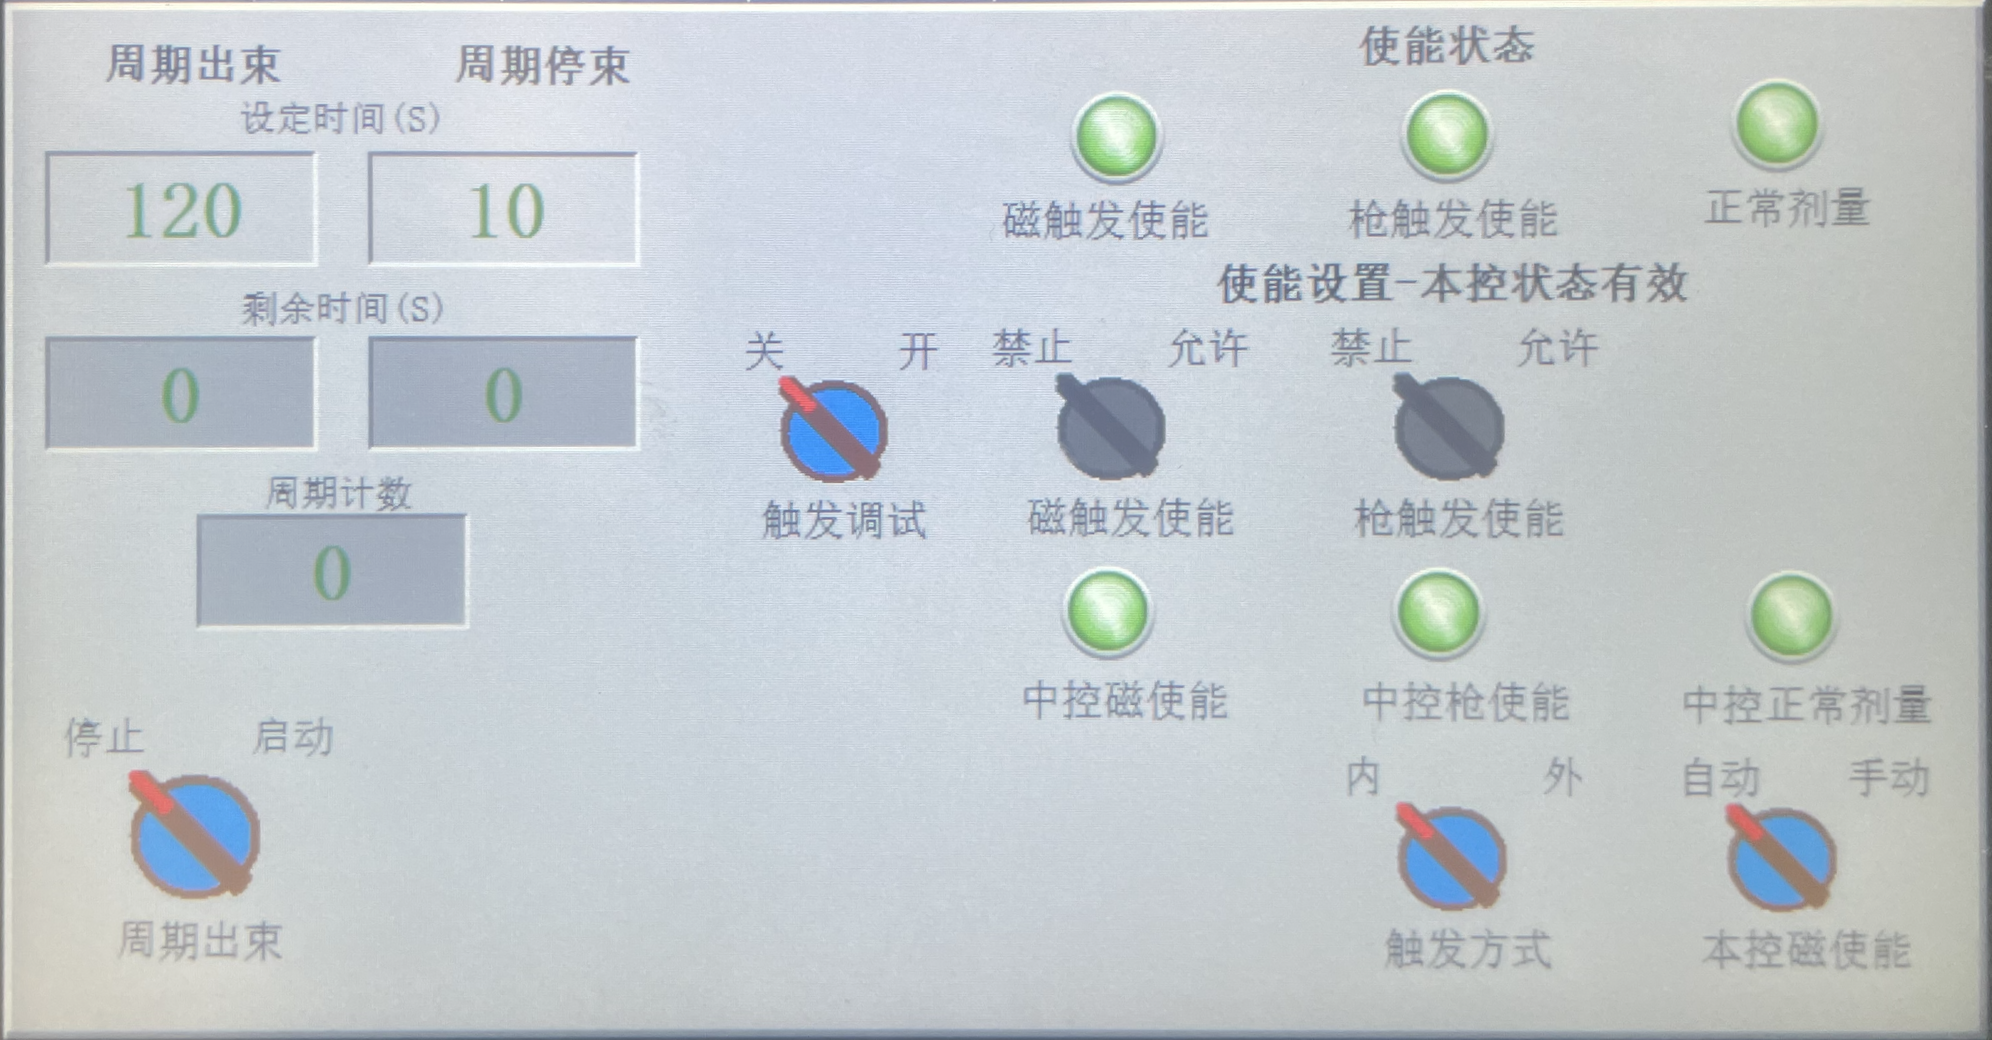 周期出束 周期停束
设定时间(S)
120 10
剩余时间(S)
0 0
周期计数
0
停止 启动
周期出束
使能状态
磁触发使能 枪触发使能 正常剂量
使能设置-本控状态有效
关 开 禁止 允许 禁止 允许
触发调试 磁触发使能 枪触发使能
中控磁使能 中控枪使能 中控正常剂量
内 外 自动 手动
触发方式 本控磁使能